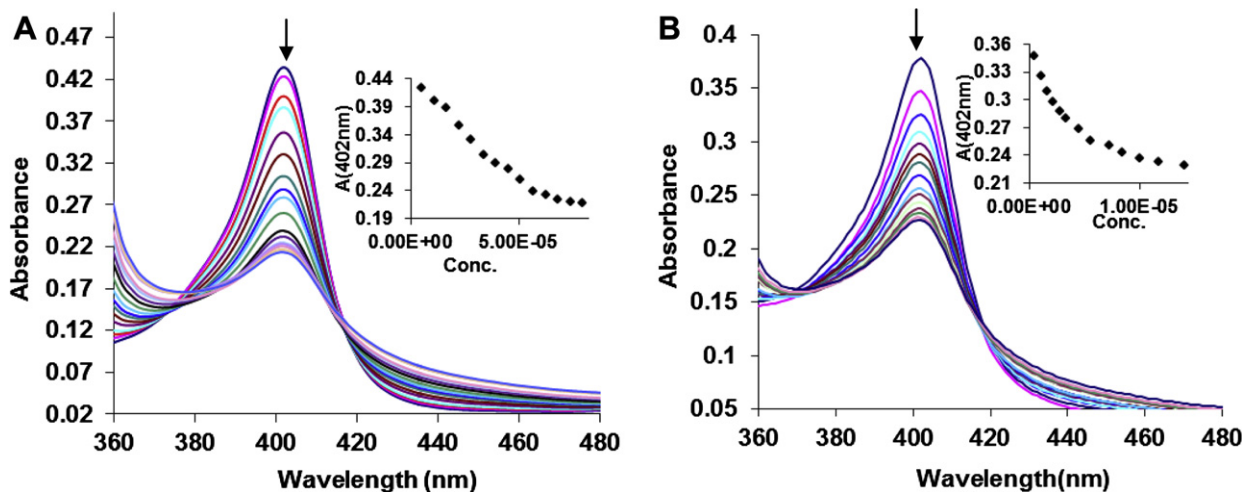 A
0.47
0.42
0.37
0.32
0.27
0.22
0.17
0.12
0.07
0.02
Absorbance
360 380 400 420 440 460 480
Wavelength (nm)
0.44
0.39
0.34
0.29
0.24
0.19
A(402nm)
0.00E+00 5.00E-05
Conc.
B
0.4
0.35
0.3
0.25
0.2
0.15
0.1
0.05
Absorbance
360 380 400 420 440 460 480
Wavelength(nm)
0.36
0.33
0.3
0.27
0.24
0.21
A(402nm)
0.00E+00 1.00E-05
Conc.